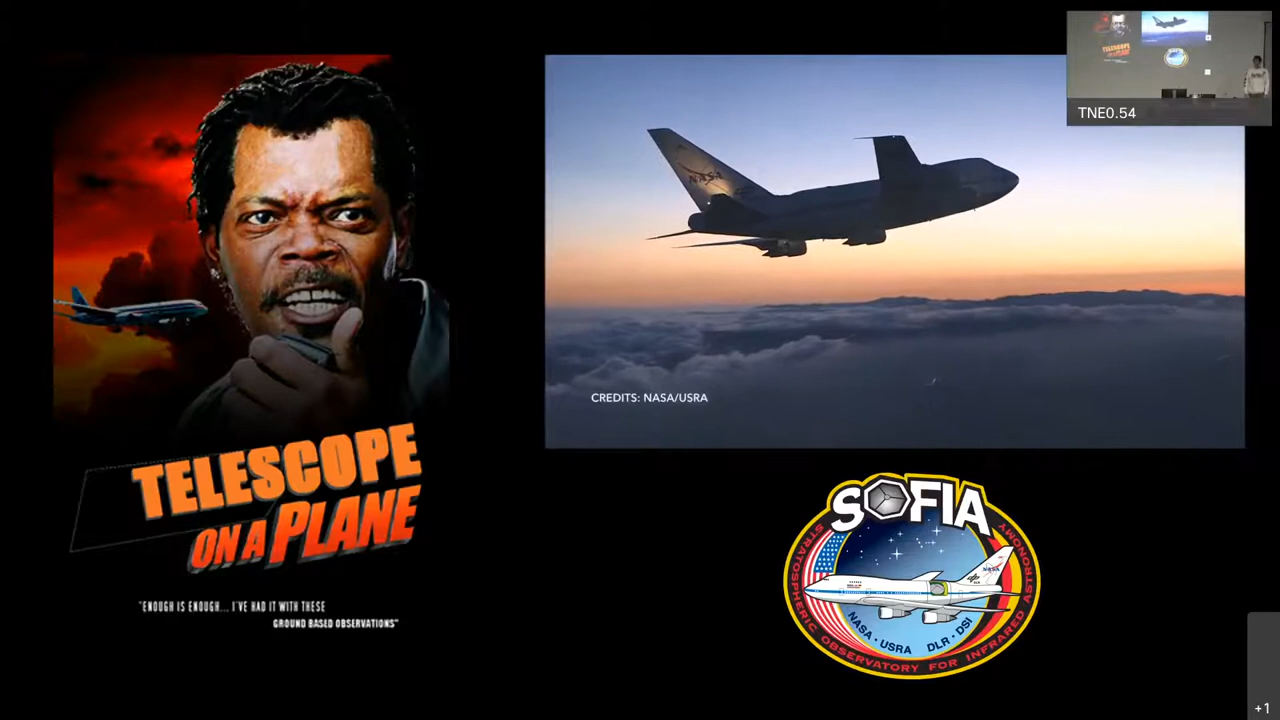 TELESCOPE
ON A PLANE
"ENOUGH IS ENOUGH... I'VE HAD IT WITH THESE
GROUND BASED OBSERVATIONS"
NASA
CREDITS: NASA/USRA
TNE0.54
SOFIA
STRATOSPHERIC OBSERVATORY FOR INFRARED ASTRONOMY
NASA
NASA • USRA DLR • DSI
+1